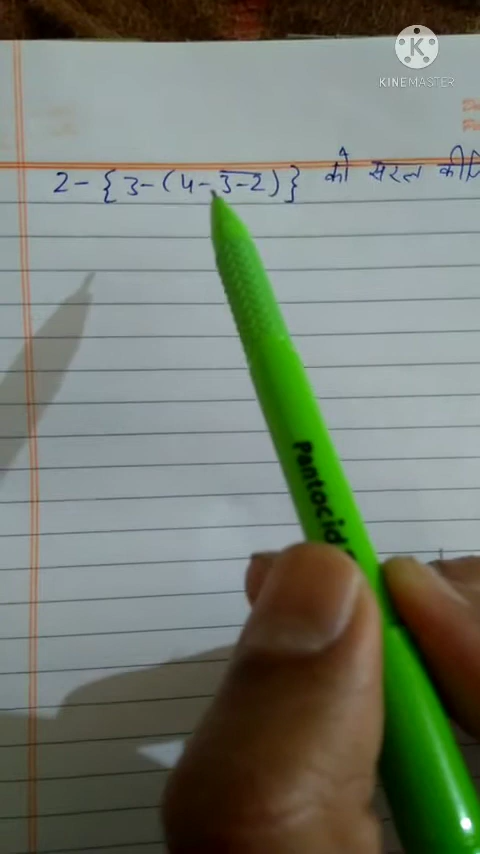 KINEMASTER
2 - { 3 - ( 4 - 3̅ ̅-̅ ̅2̅ ) } को सरल
Pantocid